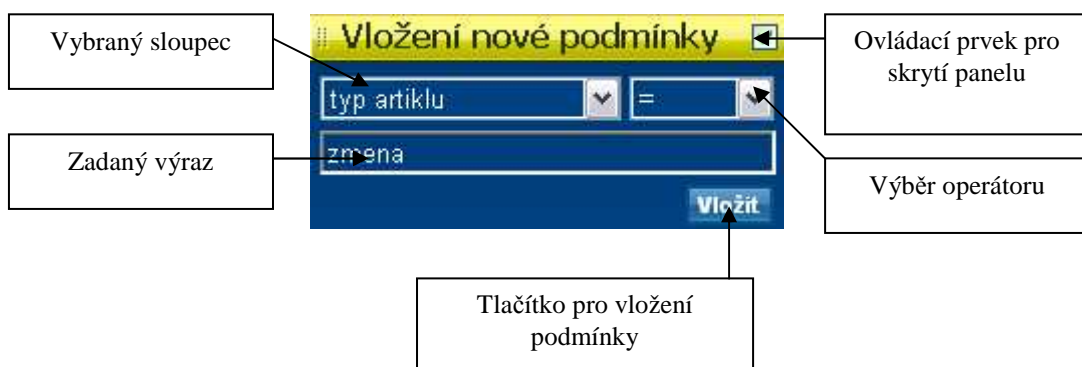 Vybraný sloupec
Vložení nové podmínky
Ovládací prvek pro
skrytí panelu
typ artiklu
=
Zadaný výraz
zmena
Výběr operátoru
Vložit
Tlačítko pro vložení
podmínky